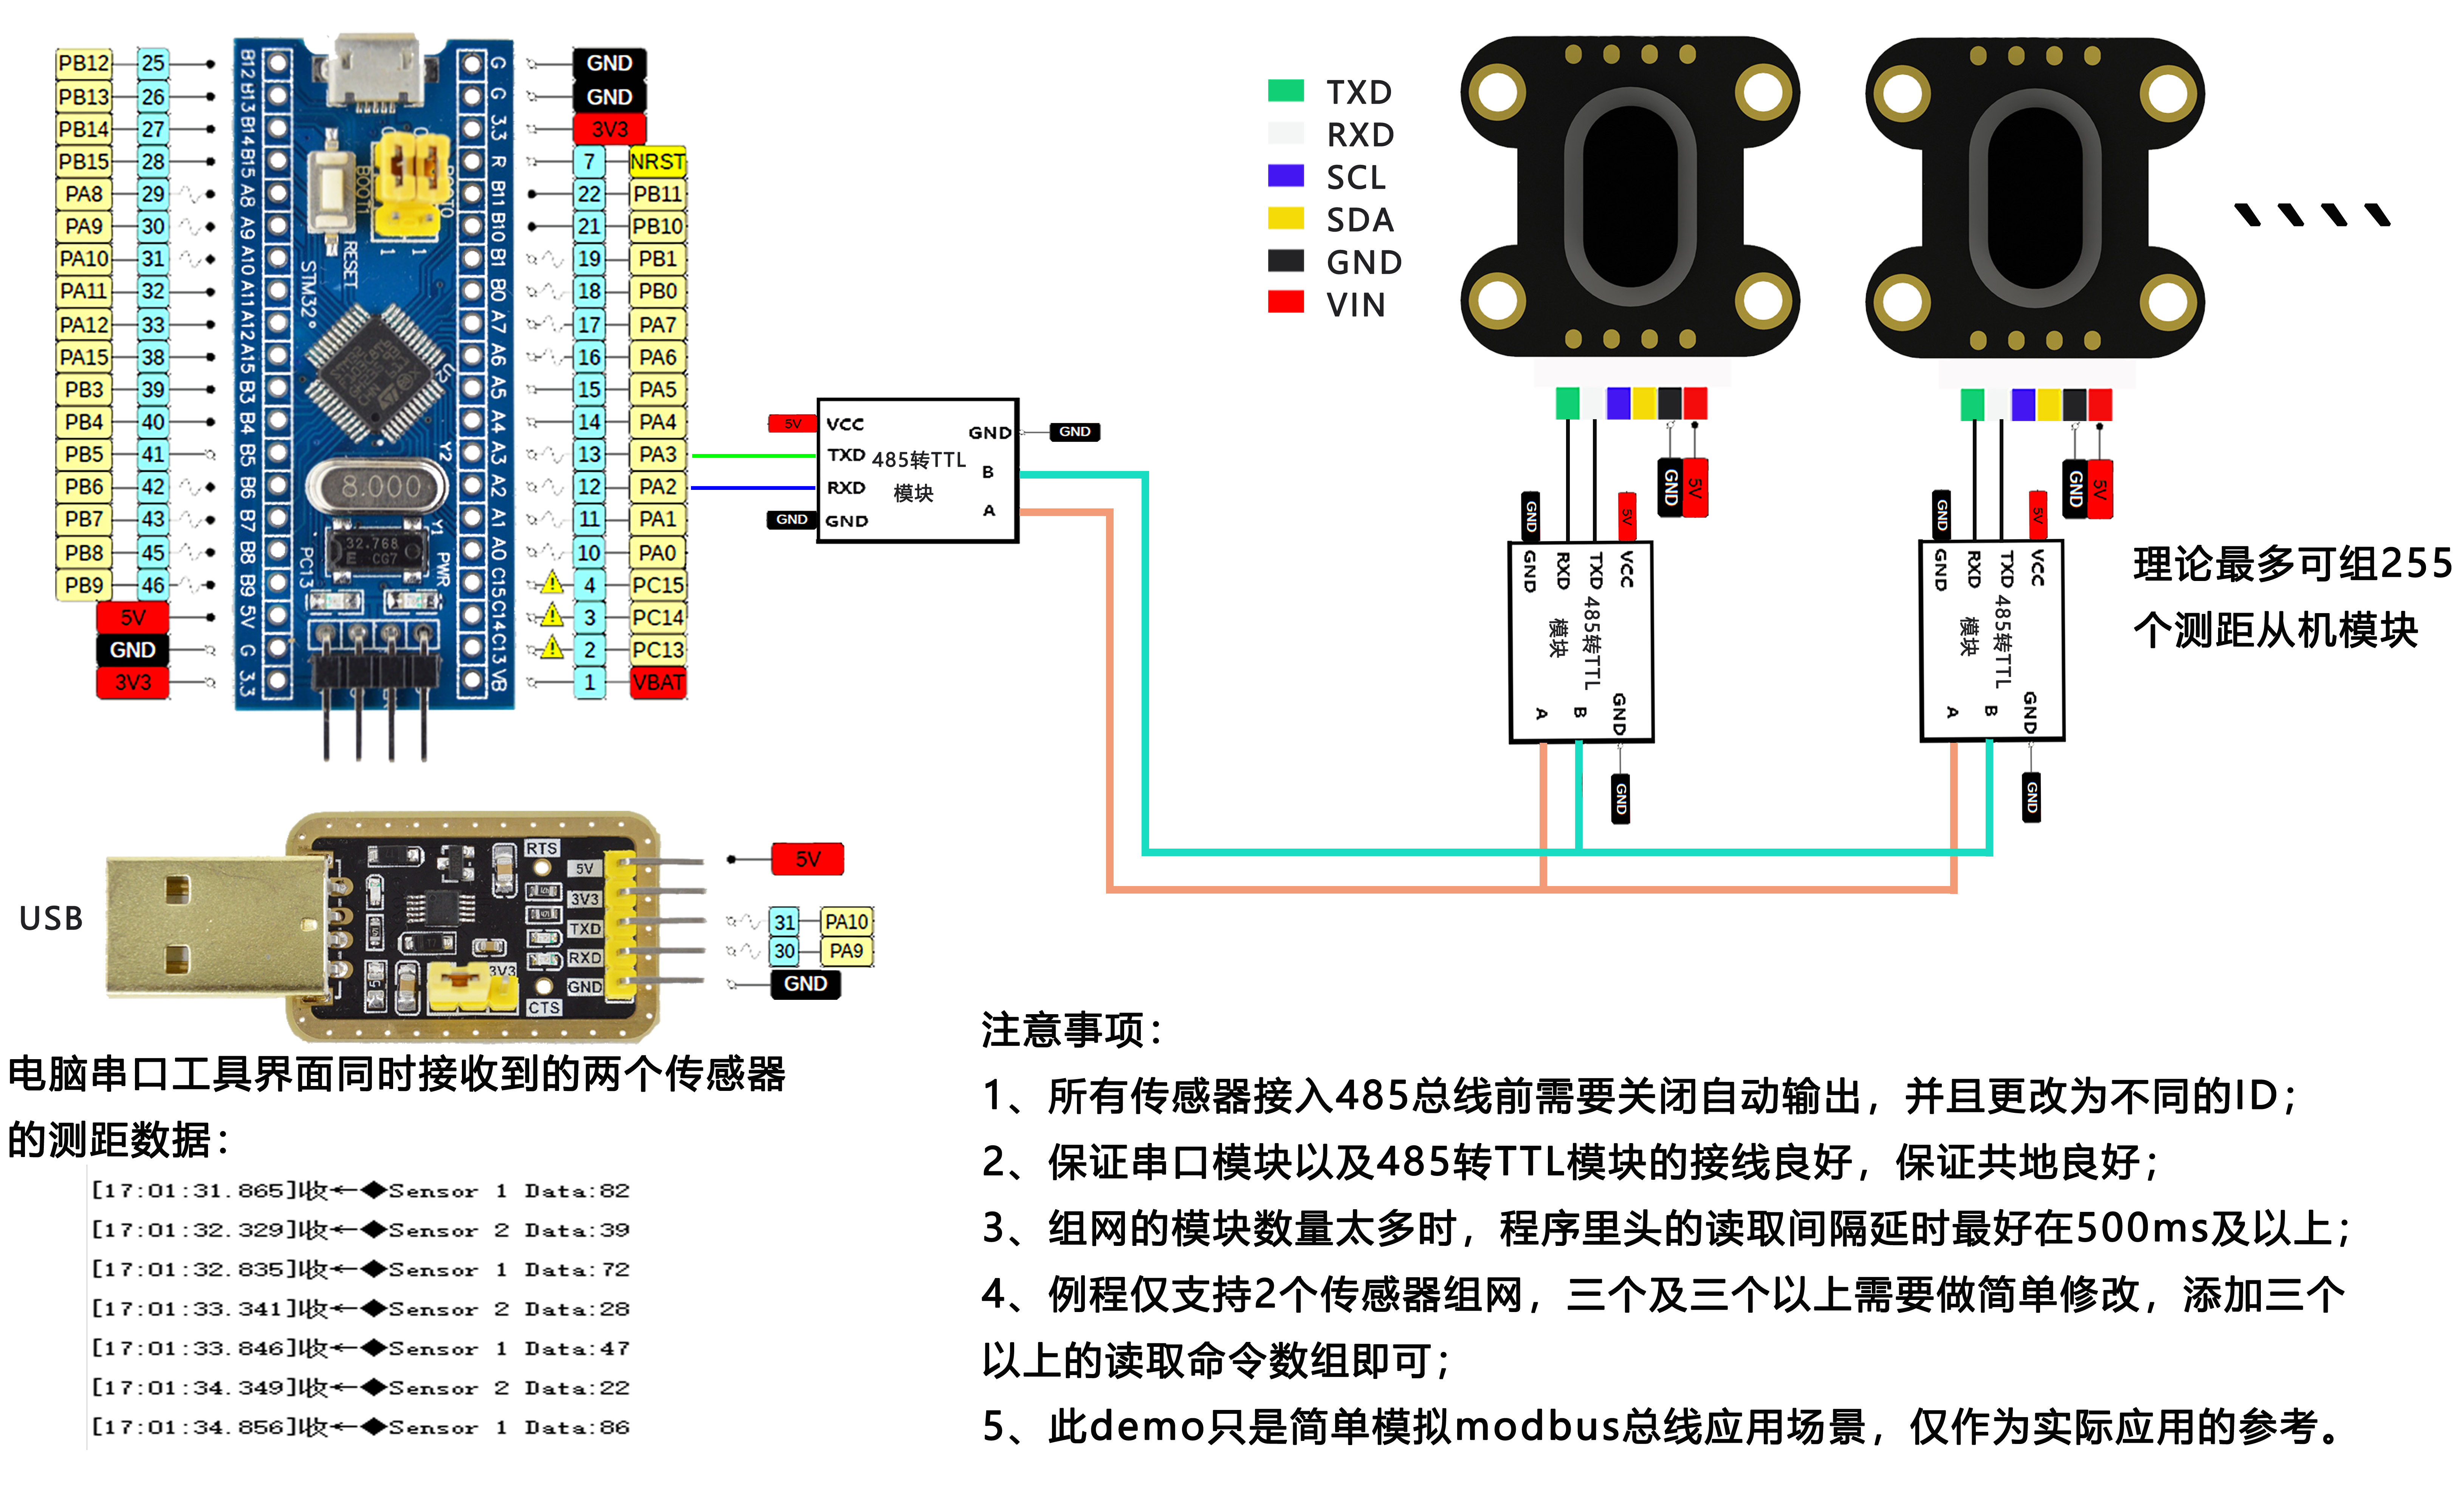 PB12 25
PB13 26
PB14 27
PB15 28
PA8 29
PA9 30
PA10 31
PA11 32
PA12 33
PA15 38
PB3 39
PB4 40
PB5 41
PB6 42
PB7 43
PB8 45
PB9 46
5V
GND
3V3
B12
B13
B14
B15
A8
A9
A10
A11
A12
A15
B3
B4
B5
B6
B7
B8
B9
5V
G
3.3
BOOT1
RESET
STM32°
U2
Y2
8.000
Y1
32.768
E CG7
PC13
PWR
G
G
3.3
R
B11
B10
B1
B0
A7
A6
A5
A4
A3
A2
A1
A0
C15
C14
C13
VB
GND
GND
3V3
7 NRST
22 PB11
21 PB10
19 PB1
18 PB0
17 PA7
16 PA6
15 PA5
14 PA4
13 PA3
12 PA2
11 PA1
10 PA0
4 PC15
3 PC14
2 PC13
1 VBAT
5V
GND
VCC
TXD
RXD
GND
485转TTL
模块
GND
B
A
GND
TXD
RXD
SCL
SDA
GND
VIN
GND
5V
GND
5V
GND
RXD
TXD
VCC
485转TTL
模块
A
B
GND
GND
GND
5V
GND
5V
GND
RXD
TXD
VCC
485转TTL
模块
A
B
GND
GND
理论最多可组255
个测距从机模块
USB
RTS
5V
3V3
TXD
RXD
GND
CTS
3V3
5V
31 PA10
30 PA9
GND
电脑串口工具界面同时接收到的两个传感器
的测距数据：
[17:01:31.865]收←◆Sensor 1 Data:82
[17:01:32.329]收←◆Sensor 2 Data:39
[17:01:32.835]收←◆Sensor 1 Data:72
[17:01:33.341]收←◆Sensor 2 Data:28
[17:01:33.846]收←◆Sensor 1 Data:47
[17:01:34.349]收←◆Sensor 2 Data:22
[17:01:34.856]收←◆Sensor 1 Data:86
注意事项：
1、所有传感器接入485总线前需要关闭自动输出，并且更改为不同的ID；
2、保证串口模块以及485转TTL模块的接线良好，保证共地良好；
3、组网的模块数量太多时，程序里头的读取间隔延时最好在500ms及以上；
4、例程仅支持2个传感器组网，三个及三个以上需要做简单修改，添加三个
以上的读取命令数组即可；
5、此demo只是简单模拟modbus总线应用场景，仅作为实际应用的参考。